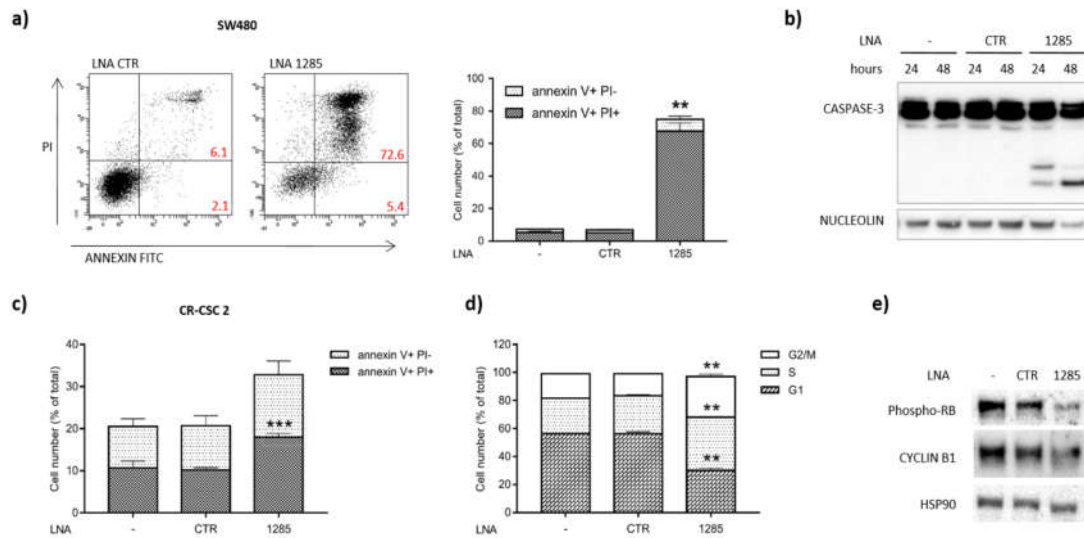 a)
SW480
LNA CTR
LNA 1285
PI
6.1
2.1
72.6
5.4
ANNEXIN FITC
Cell number (% of total)
100
80
60
40
20
0
annexin V+ PI-
annexin V+ PI+
**
LNA - CTR 1285
b)
LNA - CTR 1285
hours 24 48 24 48 24 48
CASPASE-3
NUCLEOLIN
c)
CR-CSC 2
Cell number (% of total)
40
30
20
10
0
***
annexin V+ PI-
annexin V+ PI+
LNA - CTR 1285
d)
Cell number (% of total)
120
100
80
60
40
20
0
**
**
**
G2/M
S
G1
LNA - CTR 1285
e)
LNA - CTR 1285
Phospho-RB
CYCLIN B1
HSP90